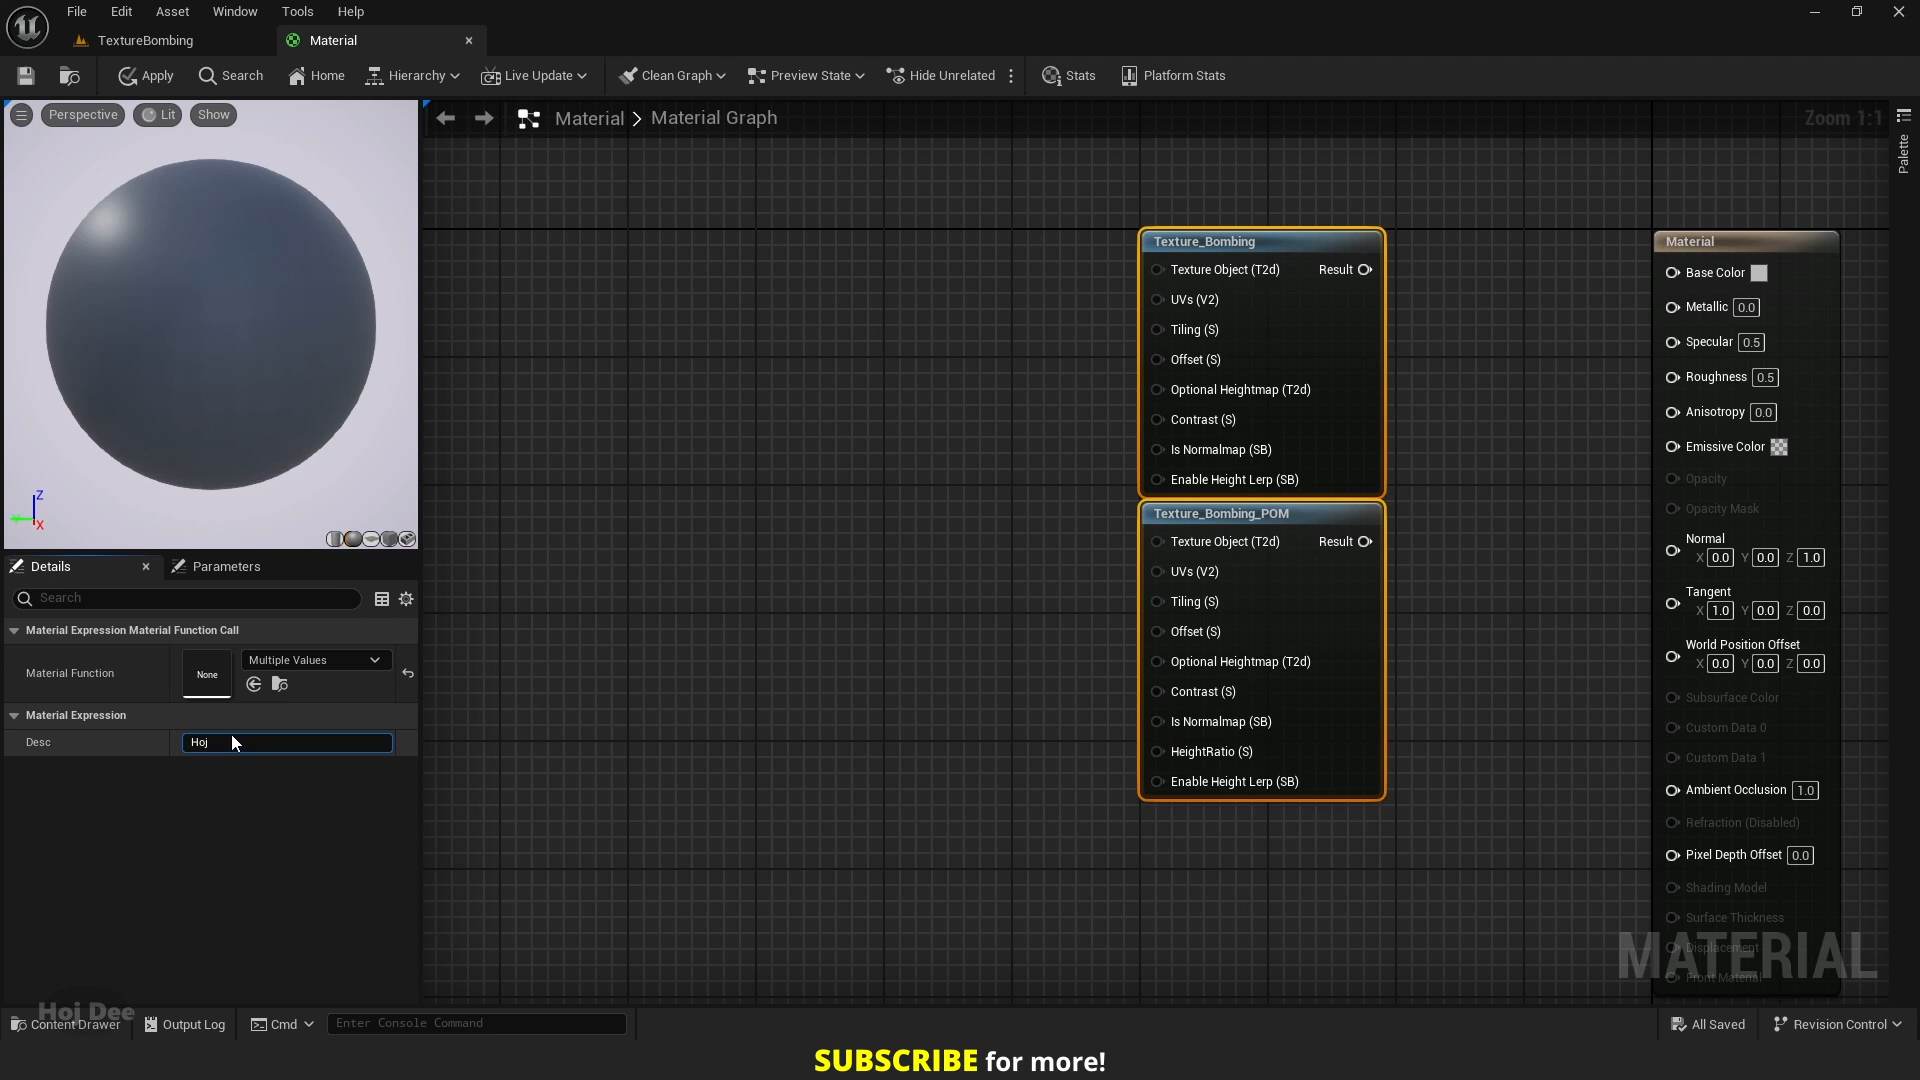 File Edit Asset Window Tools Help
TextureBombing
Material
Apply Search Home Hierarchy Live Update Clean Graph Preview State Hide Unrelated Stats Platform Stats
Perspective Lit Show
Material > Material Graph
Zoom 1:1
Palette
Z
X
Details
Parameters
Search
Material Expression Material Function Call
Material Function
None
Multiple Values
Material Expression
Desc
Hoj
Texture_Bombing
Texture Object (T2d) Result
UVs (V2)
Tiling (S)
Offset (S)
Optional Heightmap (T2d)
Contrast (S)
Is Normalmap (SB)
Enable Height Lerp (SB)
Texture_Bombing_POM
Texture Object (T2d) Result
UVs (V2)
Tiling (S)
Offset (S)
Optional Heightmap (T2d)
Contrast (S)
Is Normalmap (SB)
HeightRatio (S)
Enable Height Lerp (SB)
Material
Base Color
Metallic 0.0
Specular 0.5
Roughness 0.5
Anisotropy 0.0
Emissive Color
Opacity
Opacity Mask
Normal
X 0.0 Y 0.0 Z 1.0
Tangent
X 1.0 Y 0.0 Z 0.0
World Position Offset
X 0.0 Y 0.0 Z 0.0
Subsurface Color
Custom Data 0
Custom Data 1
Ambient Occlusion 1.0
Refraction (Disabled)
Pixel Depth Offset 0.0
Shading Model
Surface Thickness
Displacement
Front Material
MATERIAL
Hoj Dee
Content Drawer Output Log Cmd Enter Console Command
All Saved Revision Control
SUBSCRIBE for more!